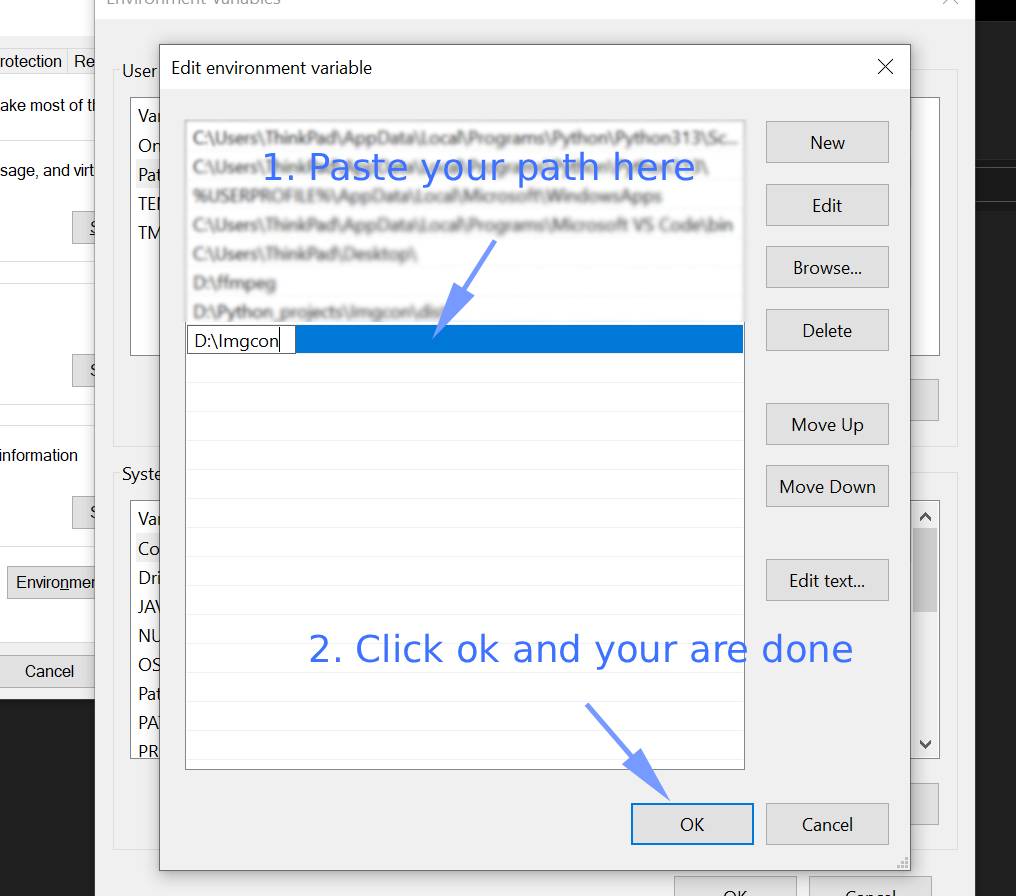 Environment Variables
rotection
Re
ake most of th
sage, and virt
information
Environmen
Cancel
User
Var
On
Pat
TEM
TM
Edit environment variable
C:\Users\ThinkPad\AppData\Local\Programs\Python\Python313\Sc...
1. Paste your path here
%USERPROFILE%\AppData\Local\Microsoft\WindowsApps
C:\Users\ThinkPad\AppData\Local\Programs\Microsoft VS Code\bin
C:\Users\ThinkPad\Desktop\
D:\ffmpeg
D:\Python_projects\Imgcon\dist
D:\Imgcon
New
Edit
Browse...
Delete
Move Up
Move Down
Edit text...
Syste
Var
Co
Dri
JAV
NU
OS
Pat
PA
PR
2. Click ok and your are done
OK
Cancel
OK
Cancel